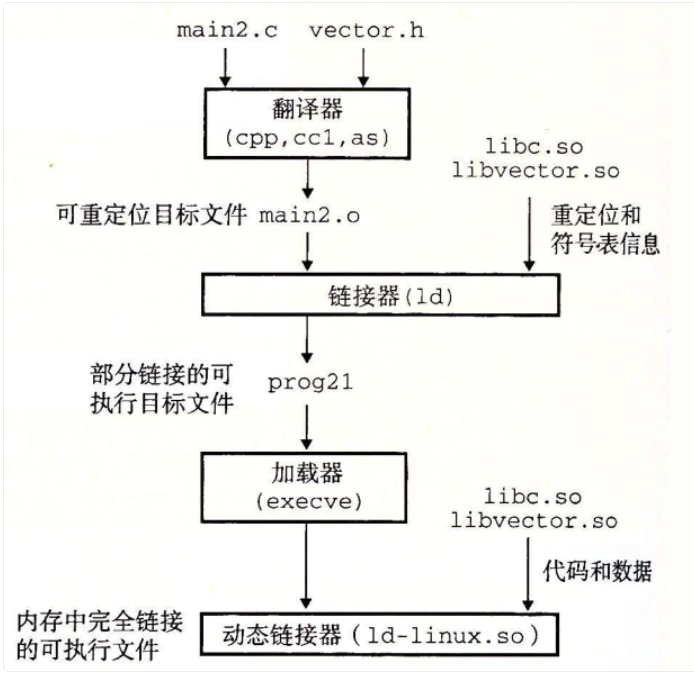 main2.c vector.h
翻译器
(cpp,cc1,as)
libc.so
libvector.so
可重定位目标文件 main2.o
重定位和
符号表信息
链接器(ld)
部分链接的可
执行目标文件
prog21
加载器
(execve)
libc.so
libvector.so
代码和数据
内存中完全链接
的可执行文件
动态链接器(ld-linux.so)